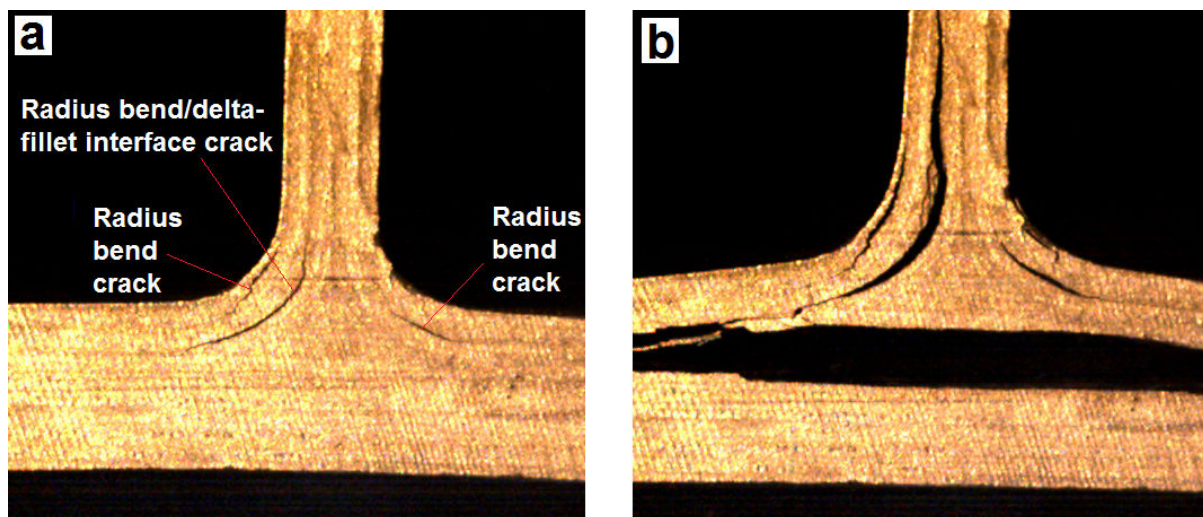 a
Radius bend/delta-
fillet interface crack
Radius
bend
crack
Radius
bend
crack
b